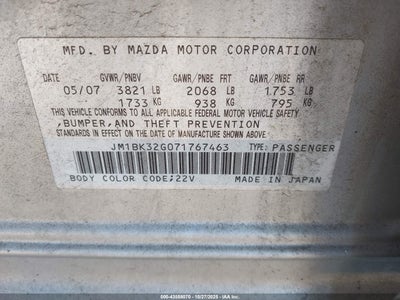 MFD. BY MAZDA MOTOR CORPORATION
GVWR/PNBV GAWR/PNBE FRT GAWR/PNBE RR
05/07 3821 LB 2068 LB 1753 LB
1733 KG 938 KG 795 KG
THIS VEHICLE CONFORMS TO ALL APPLICABLE FEDERAL MOTOR VEHICLE SAFETY,
BUMPER, AND THEFT PREVENTION
STANDARDS IN EFFECT ON THE DATE OF MANUFACTURE SHOWN ABOVE.
JM1BK32G071767463 TYPE: PASSENGER
BODY COLOR CODE;22V MADE IN JAPAN